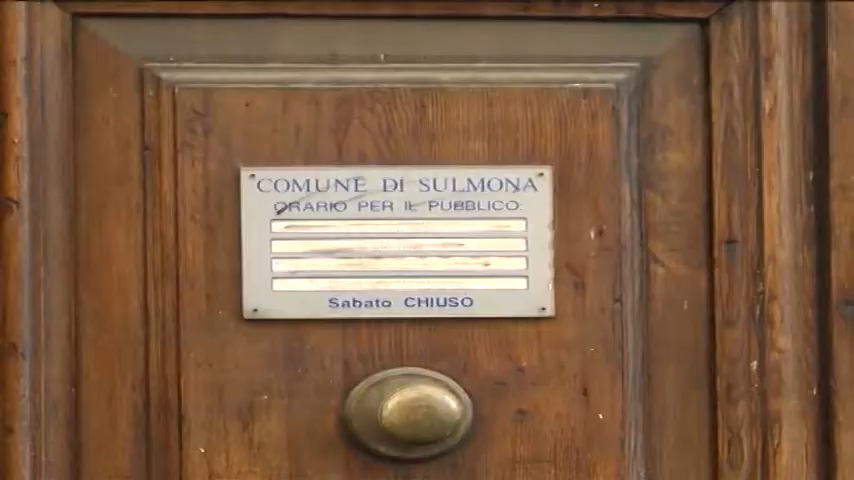 COMUNE DI SULMONA
ORARIO PER IL PUBBLICO:
Sabato CHIUSO